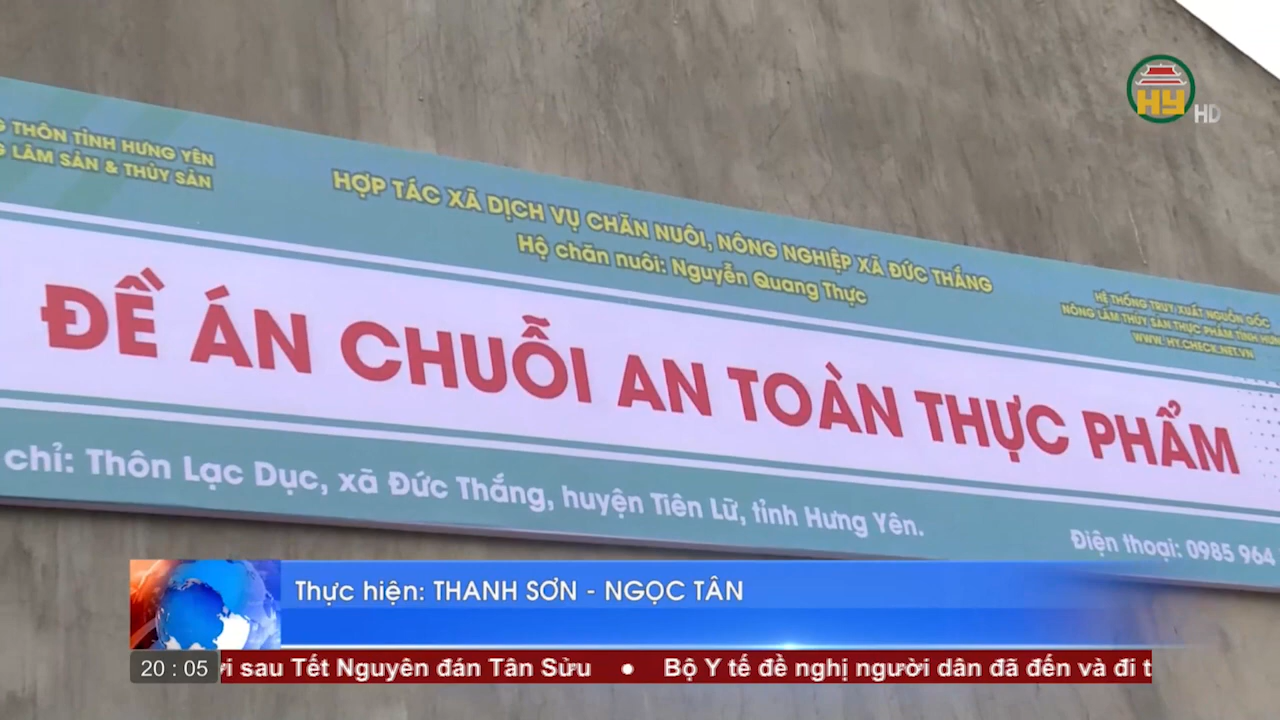 HY HD
THÔN TỈNH HƯNG YÊN
LÂM SẢN & THỦY SẢN
HỢP TÁC XÃ DỊCH VỤ CHĂN NUÔI, NÔNG NGHIỆP XÃ ĐỨC THẮNG
Hộ chăn nuôi: Nguyễn Quang Thực
HỆ THỐNG TRUY XUẤT NGUỒN GỐC
NÔNG LÂM THỦY SẢN THỰC PHẨM TỈNH HƯN
WWW. HY.CHECK.NET.VN
ĐỀ ÁN CHUỖI AN TOÀN THỰC PHẨM
chỉ: Thôn Lạc Dục, xã Đức Thắng, huyện Tiên Lữ, tỉnh Hưng Yên.
Điện thoại: 0985 964
Thực hiện: THANH SƠN - NGỌC TÂN
20 : 05 ới sau Tết Nguyên đán Tân Sửu ● Bộ Y tế đề nghị người dân đã đến và đi t